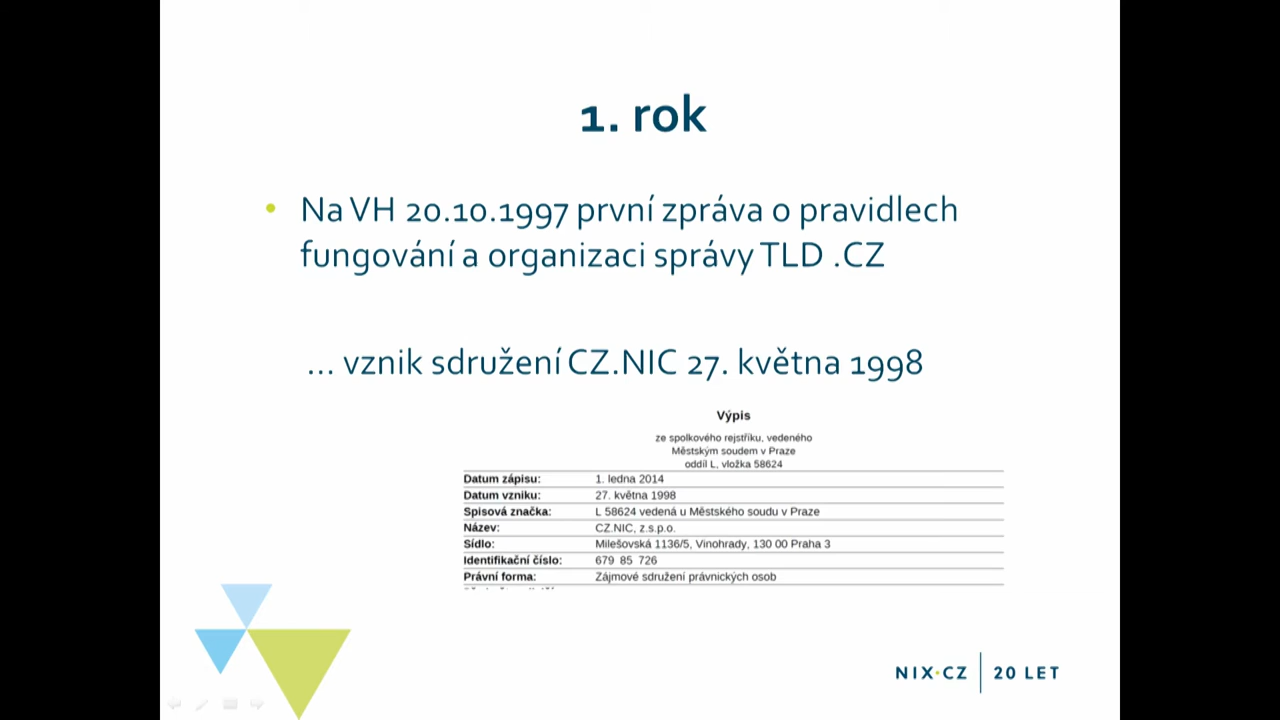 1. rok
• Na VH 20.10.1997 první zpráva o pravidlech
fungování a organizaci správy TLD .CZ
... vznik sdružení CZ.NIC 27. května 1998
Výpis
ze spolkového rejstříku, vedeného
Městským soudem v Praze
oddíl L, vložka 58624
Datum zápisu: 1. ledna 2014
Datum vzniku: 27. května 1998
Spisová značka: L 58624 vedená u Městského soudu v Praze
Název: CZ.NIC, z.s.p.o.
Sídlo: Milešovská 1136/5, Vinohrady, 130 00 Praha 3
Identifikační číslo: 679 85 726
Právní forma: Zájmové sdružení právnických osob
NIX·CZ | 20 LET